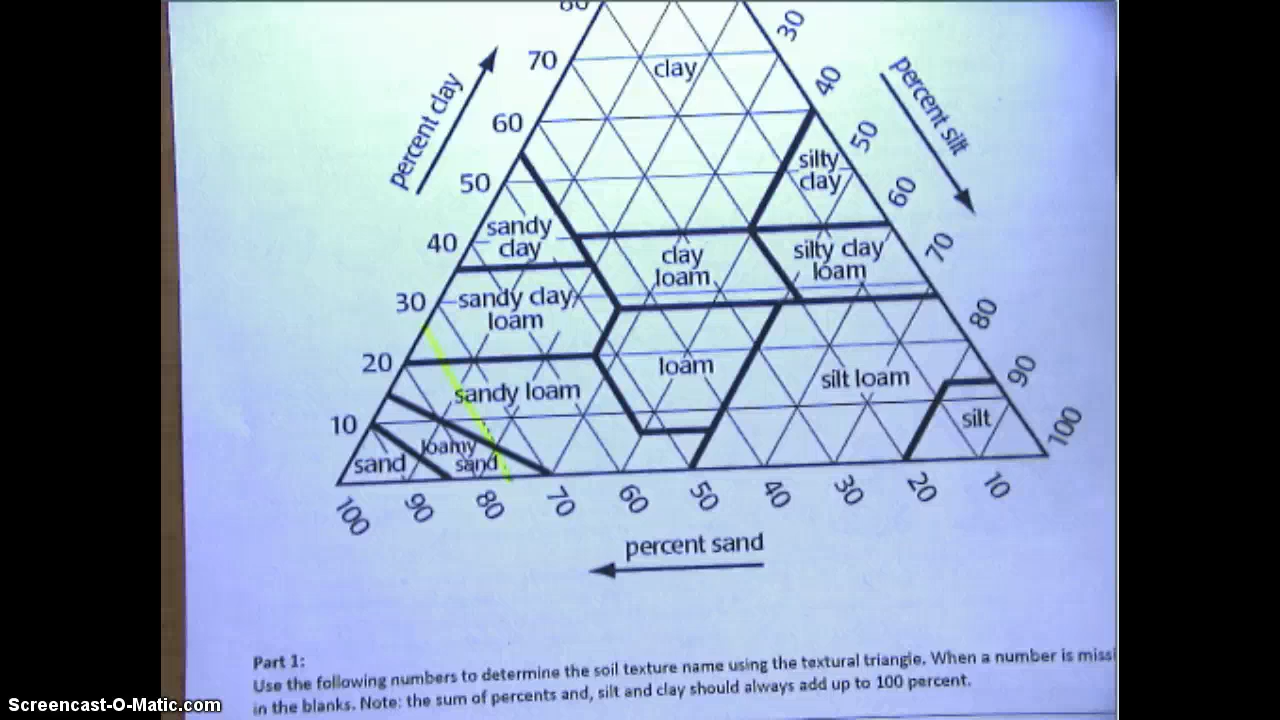 80
30
70
clay
40
percent clay
percent silt
60
50
silty
clay
50
60
sandy
clay
40
clay
loam
silty clay
loam
70
30
sandy clay
loam
80
20
loam
silt loam
90
sandy loam
10
silt
loamy
sand
sand
100
100
90
80
70
60
50
40
30
20
10
percent sand
Part 1:
Use the following numbers to determine the soil texture name using the textural triangle. When a number is missi
in the blanks. Note: the sum of percents and, silt and clay should always add up to 100 percent.
Screencast-O-Matic.com